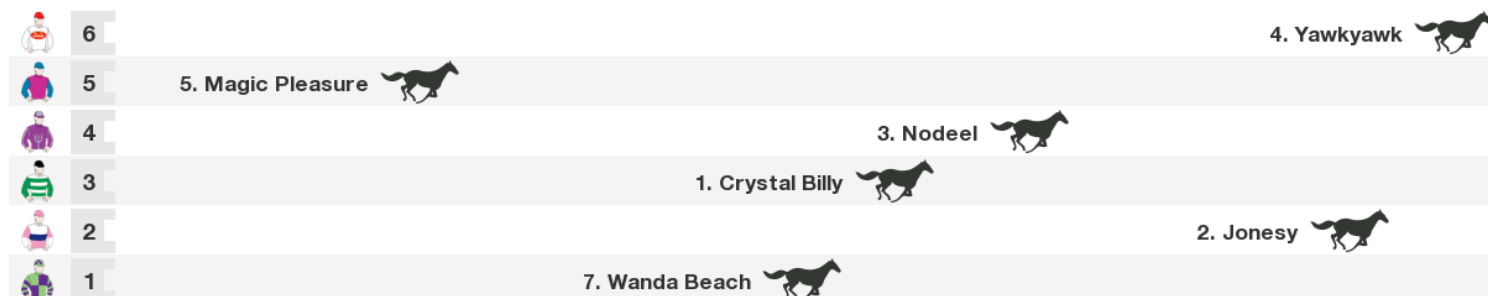 6 4. Yawkyawk
5 5. Magic Pleasure
4 3. Nodeel
3 1. Crystal Billy
2 2. Jonesy
1 7. Wanda Beach